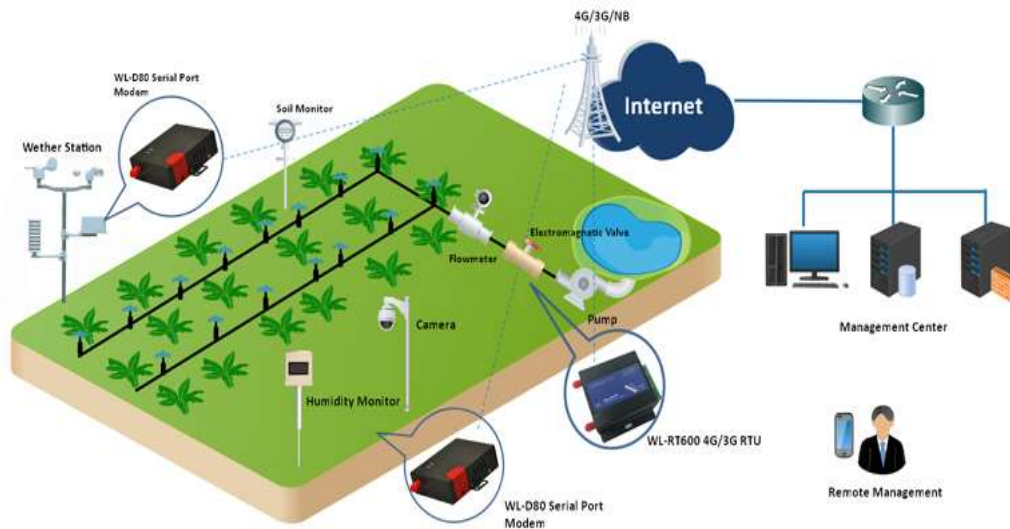 4G/3G/NB
WL-D80 Serial Port
Modem
Soil Monitor
Internet
Wether Station
Electromagnetic Valve
Flowmeter
Camera
Pump
Management Center
Humidity Monitor
WL-RT600 4G/3G RTU
Remote Management
WL-D80 Serial Port
Modem